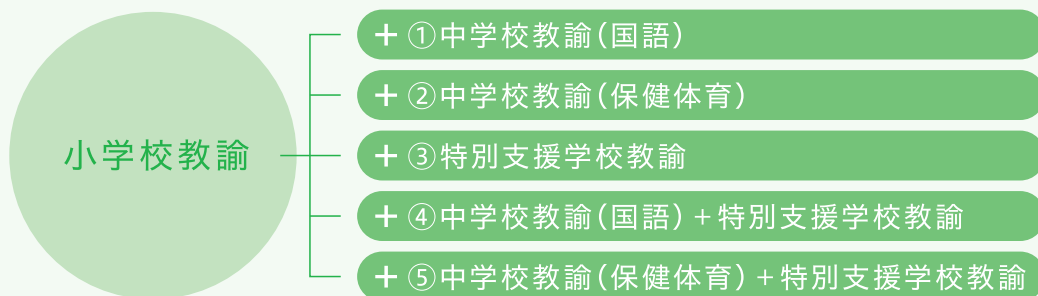 小学校教諭
+ ①中学校教諭(国語)
+ ②中学校教諭(保健体育)
+ ③特別支援学校教諭
+ ④中学校教諭(国語)+特別支援学校教諭
+ ⑤中学校教諭(保健体育)+特別支援学校教諭